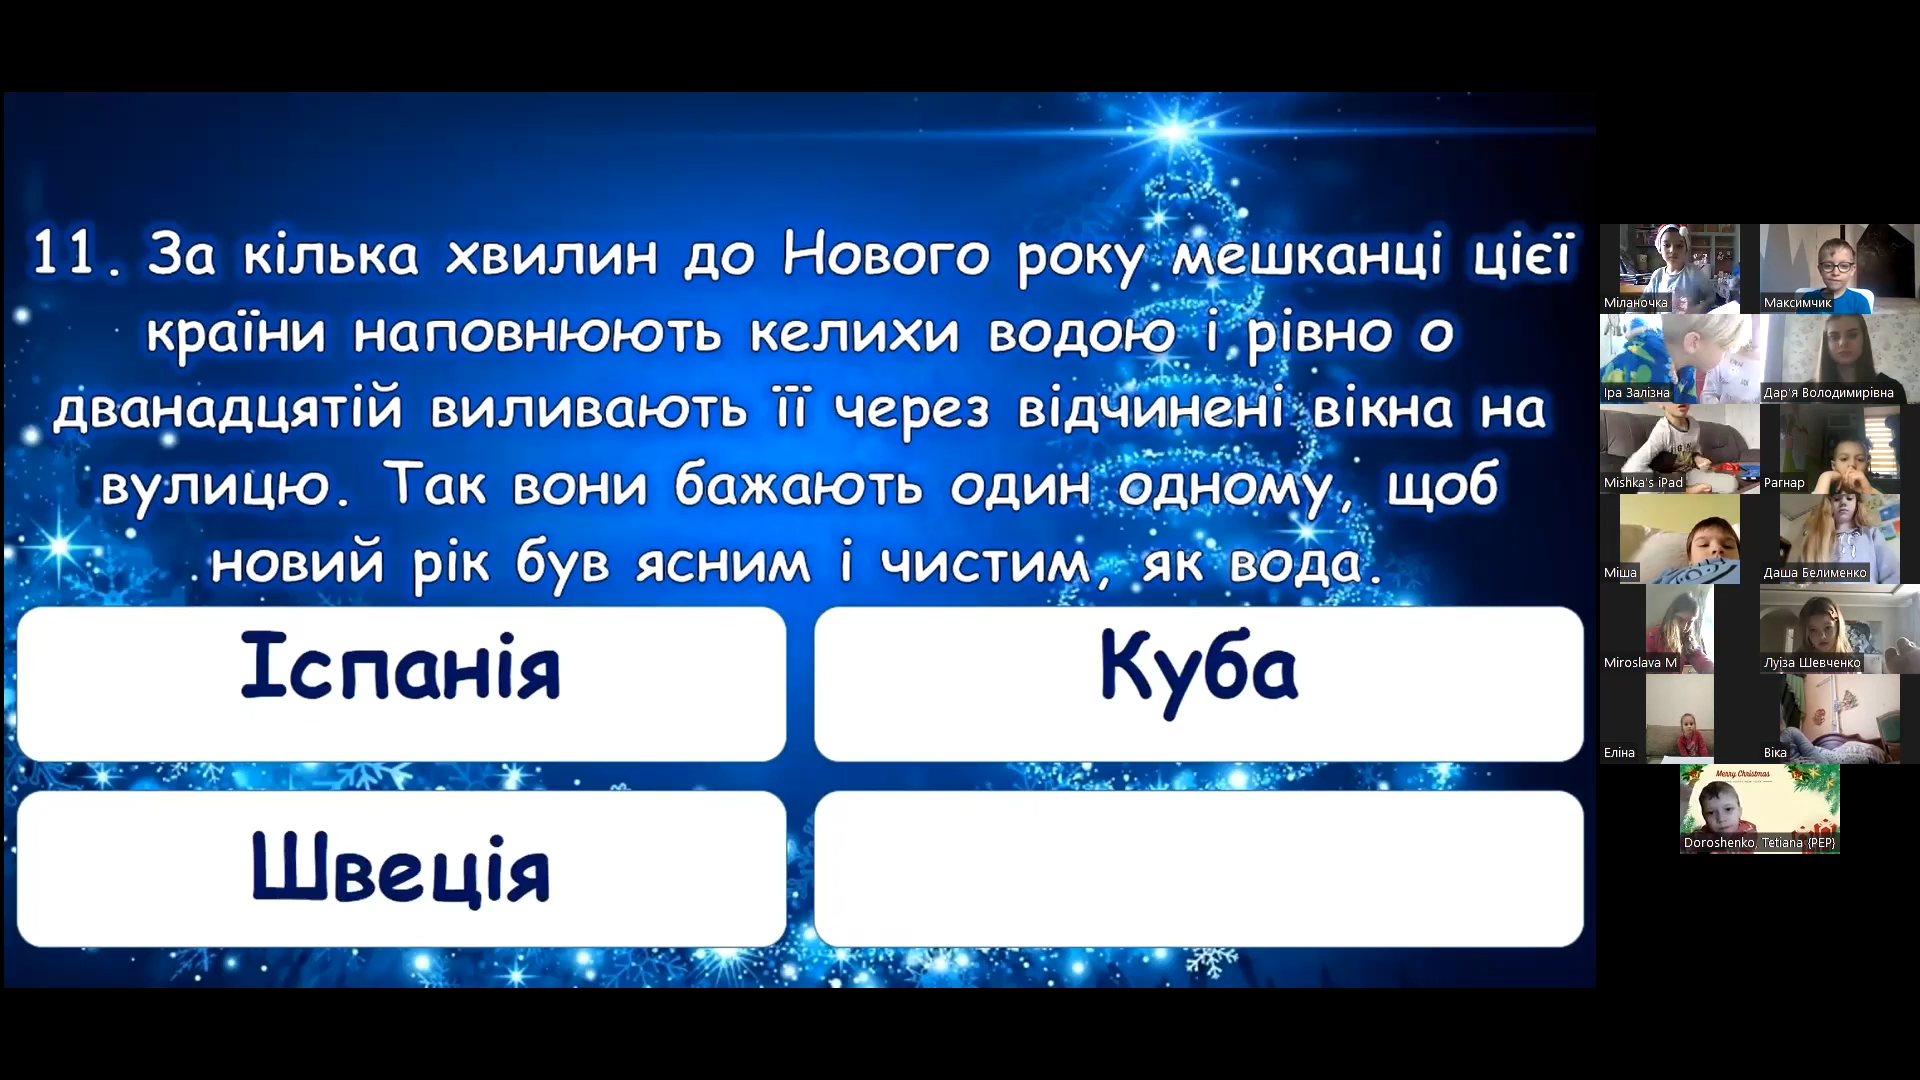 11. За кілька хвилин до Нового року мешканці цієї
країни наповнюють келихи водою і рівно о
дванадцятій виливають її через відчинені вікна на
вулицю. Так вони бажають один одному, щоб
новий рік був ясним і чистим, як вода.
Іспанія
Куба
Швеція
Міланочка
Максимчик
Іра Залізна
Дар'я Володимирівна
Mishka's iPad
Рагнар
Міша
Даша Белименко
Miroslava M
Луїза Шевченко
Еліна
Віка
Merry Christmas
Doroshenko, Tetiana {PEP}